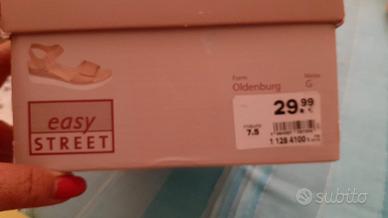 Form
Oldenburg
Weite
G
29.99
7.5
1 128 4100
easy
STREET
subito